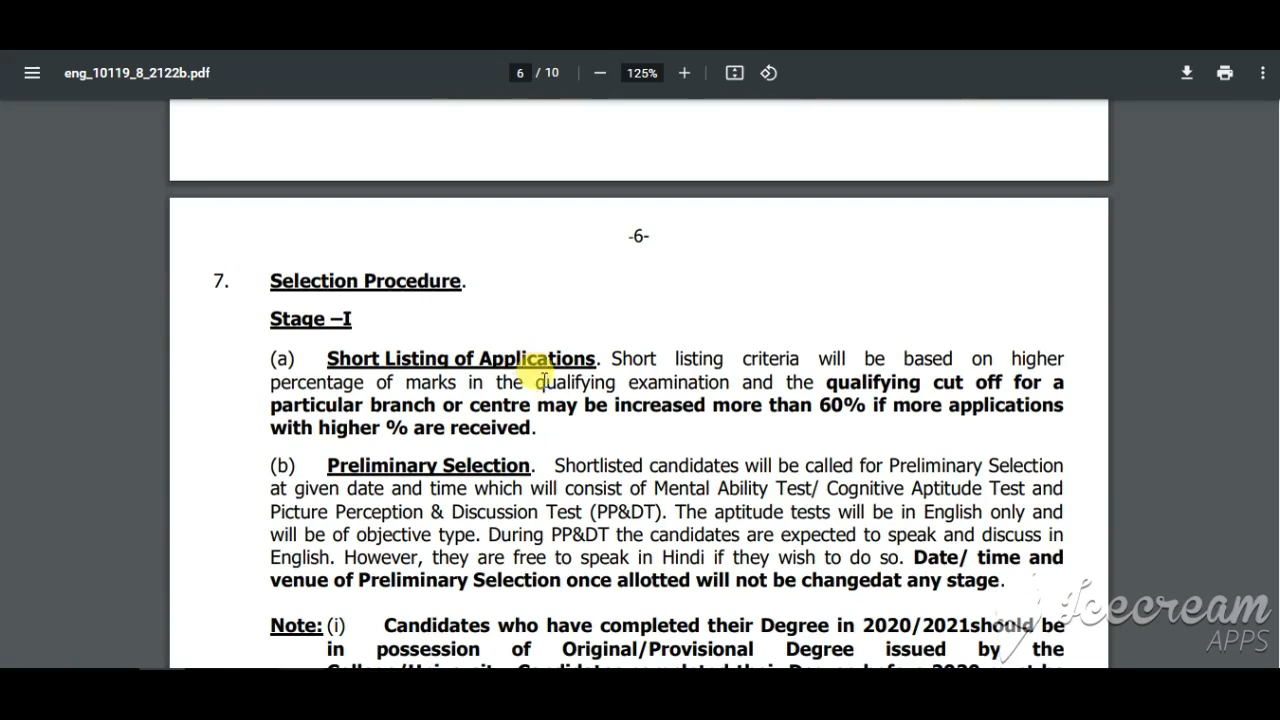 eng_10119_8_2122b.pdf 6 / 10 125%
-6-
7. Selection Procedure.
Stage –I
(a) Short Listing of Applications. Short listing criteria will be based on higher
percentage of marks in the qualifying examination and the qualifying cut off for a
particular branch or centre may be increased more than 60% if more applications
with higher % are received.
(b) Preliminary Selection. Shortlisted candidates will be called for Preliminary Selection
at given date and time which will consist of Mental Ability Test/ Cognitive Aptitude Test and
Picture Perception & Discussion Test (PP&DT). The aptitude tests will be in English only and
will be of objective type. During PP&DT the candidates are expected to speak and discuss in
English. However, they are free to speak in Hindi if they wish to do so. Date/ time and
venue of Preliminary Selection once allotted will not be changedat any stage.
Icecream
APPS
Note: (i) Candidates who have completed their Degree in 2020/2021should be
in possession of Original/Provisional Degree issued by the